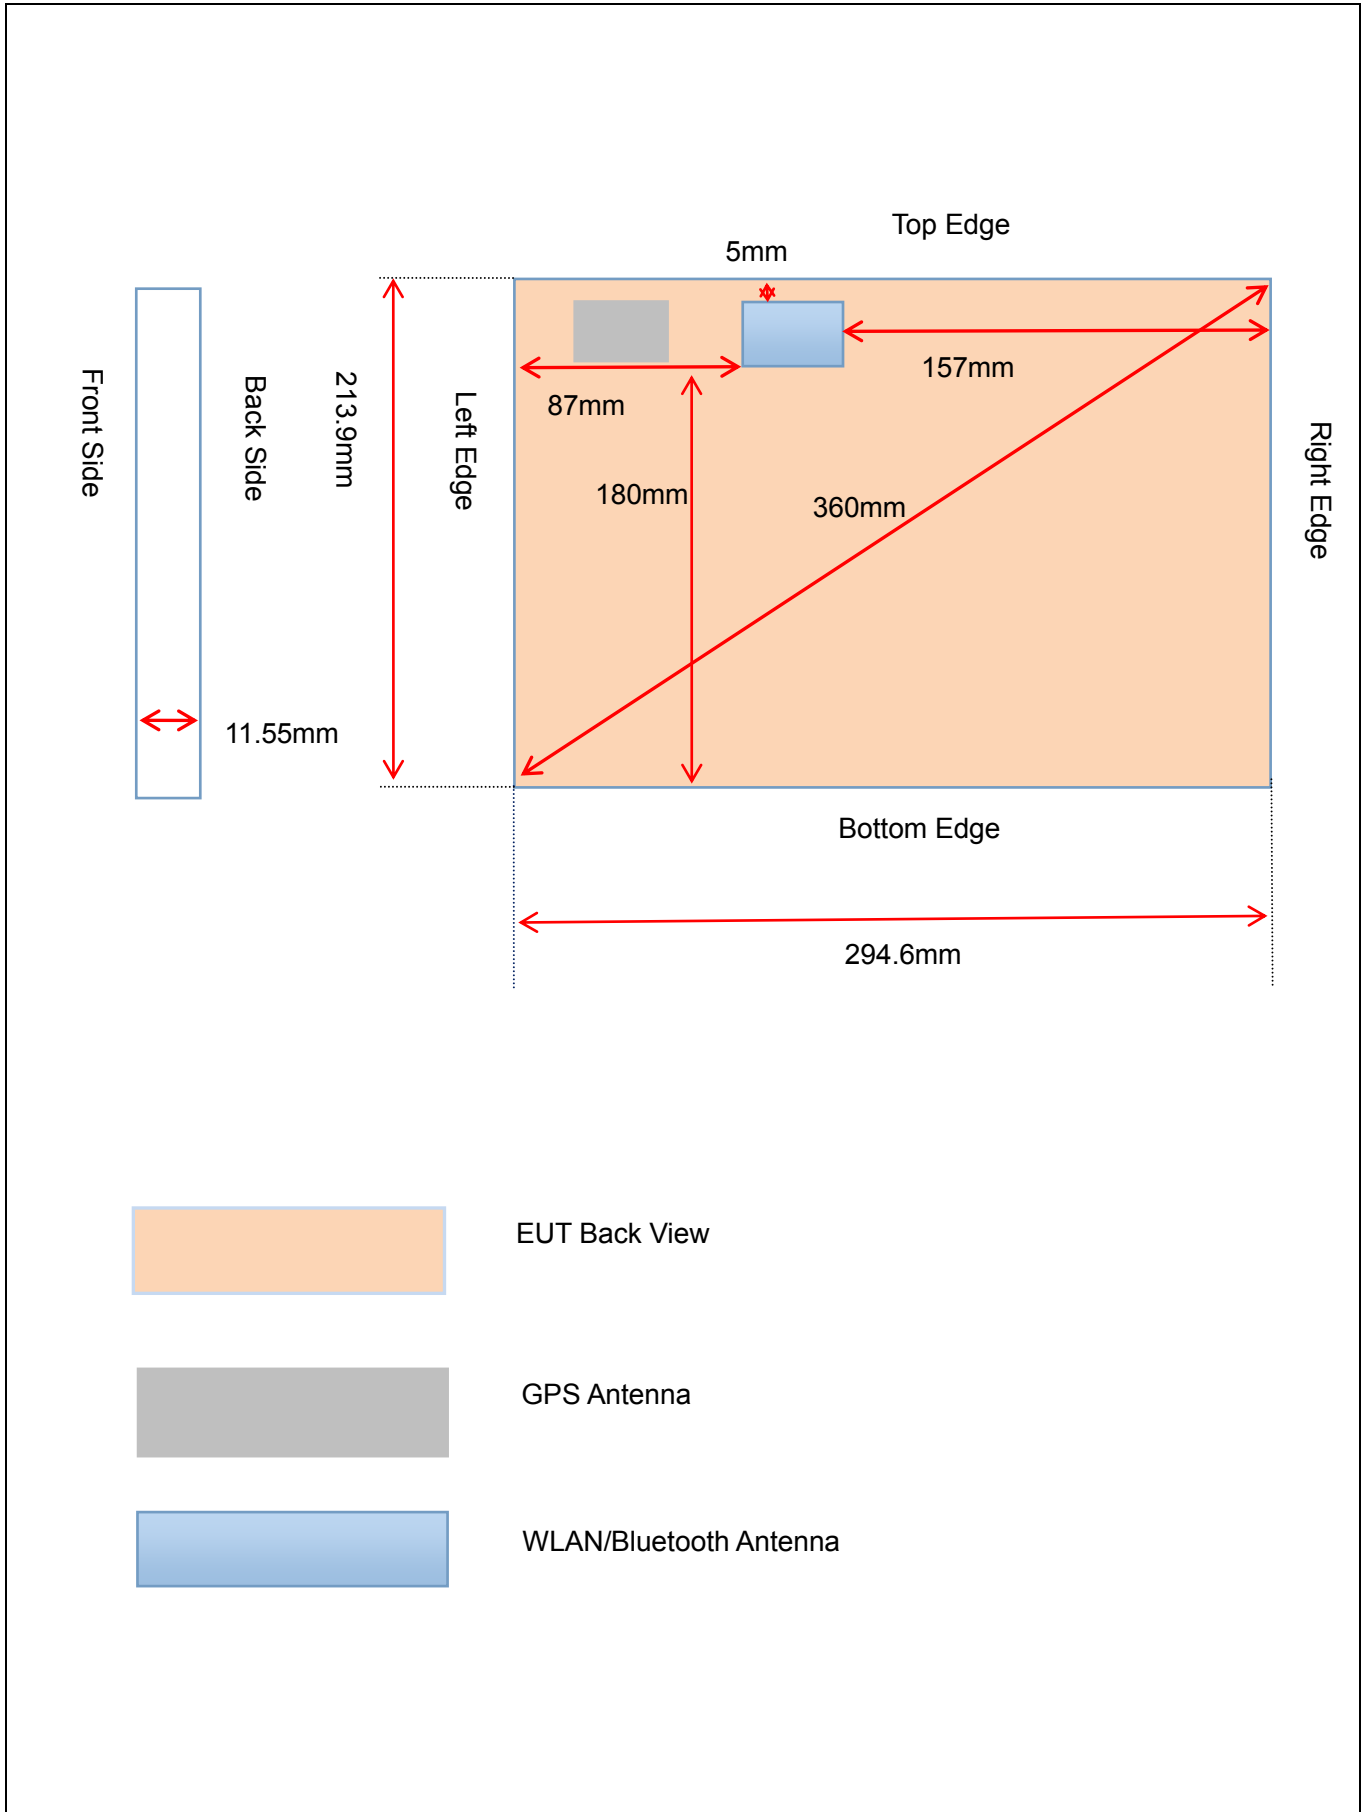 Top Edge
5mm
157mm
87mm
Front Side
Back Side
213.9mm
Left Edge
Right Edge
180mm
360mm
11.55mm
Bottom Edge
294.6mm
EUT Back View
GPS Antenna
WLAN/Bluetooth Antenna